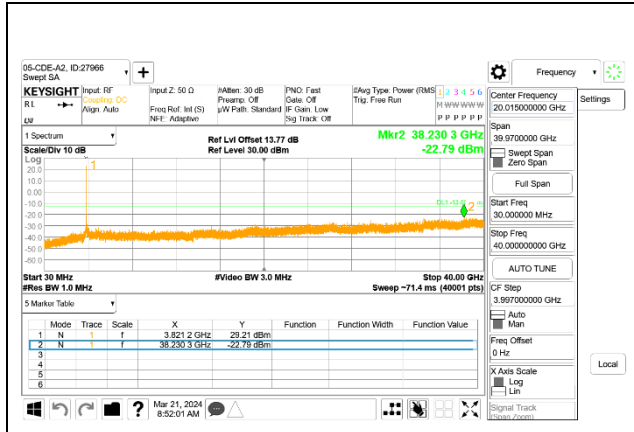 05-CDE-A2, ID:27966
Swept SA
Frequency
Settings
KEYSIGHT
Input: RF
Coupling: DC
Align: Auto
Input Z: 50 Ω
Freq Ref: Int (S)
NFE: Adaptive
#Atten: 30 dB
Preamp: Off
µW Path: Standard
PNO: Fast
Gate: Off
IF Gain: Low
Sig Track: Off
#Avg Type: Power (RMS
Trig: Free Run
1 2 3 4 5 6
M W W W W W
P P P P P P
R L
1 Spectrum
Scale/Div 10 dB
Ref Lvl Offset 13.77 dB
Ref Level 30.00 dBm
Mkr2 38.230 3 GHz
-22.79 dBm
Log
20.0
10.0
0.00
-10.0
-20.0
-30.0
-40.0
-50.0
-60.0
1
2
Start 30 MHz
#Res BW 1.0 MHz
#Video BW 3.0 MHz
Stop 40.00 GHz
Sweep ~71.4 ms (40001 pts)
5 Marker Table
Mode Trace Scale X Y Function Function Width Function Value
1 N 1 f 3.821 2 GHz 29.21 dBm
2 N 1 f 38.230 3 GHz -22.79 dBm
3
4
5
6
Mar 21, 2024
8:52:01 AM
Center Frequency
20.015000000 GHz
Span
39.9700000 GHz
Swept Span
Zero Span
Full Span
Start Freq
30.000000 MHz
Stop Freq
40.000000000 GHz
AUTO TUNE
CF Step
3.997000000 GHz
Auto
Man
Freq Offset
0 Hz
X Axis Scale
Log
Lin
Signal Track
(Span Zoom)
Local